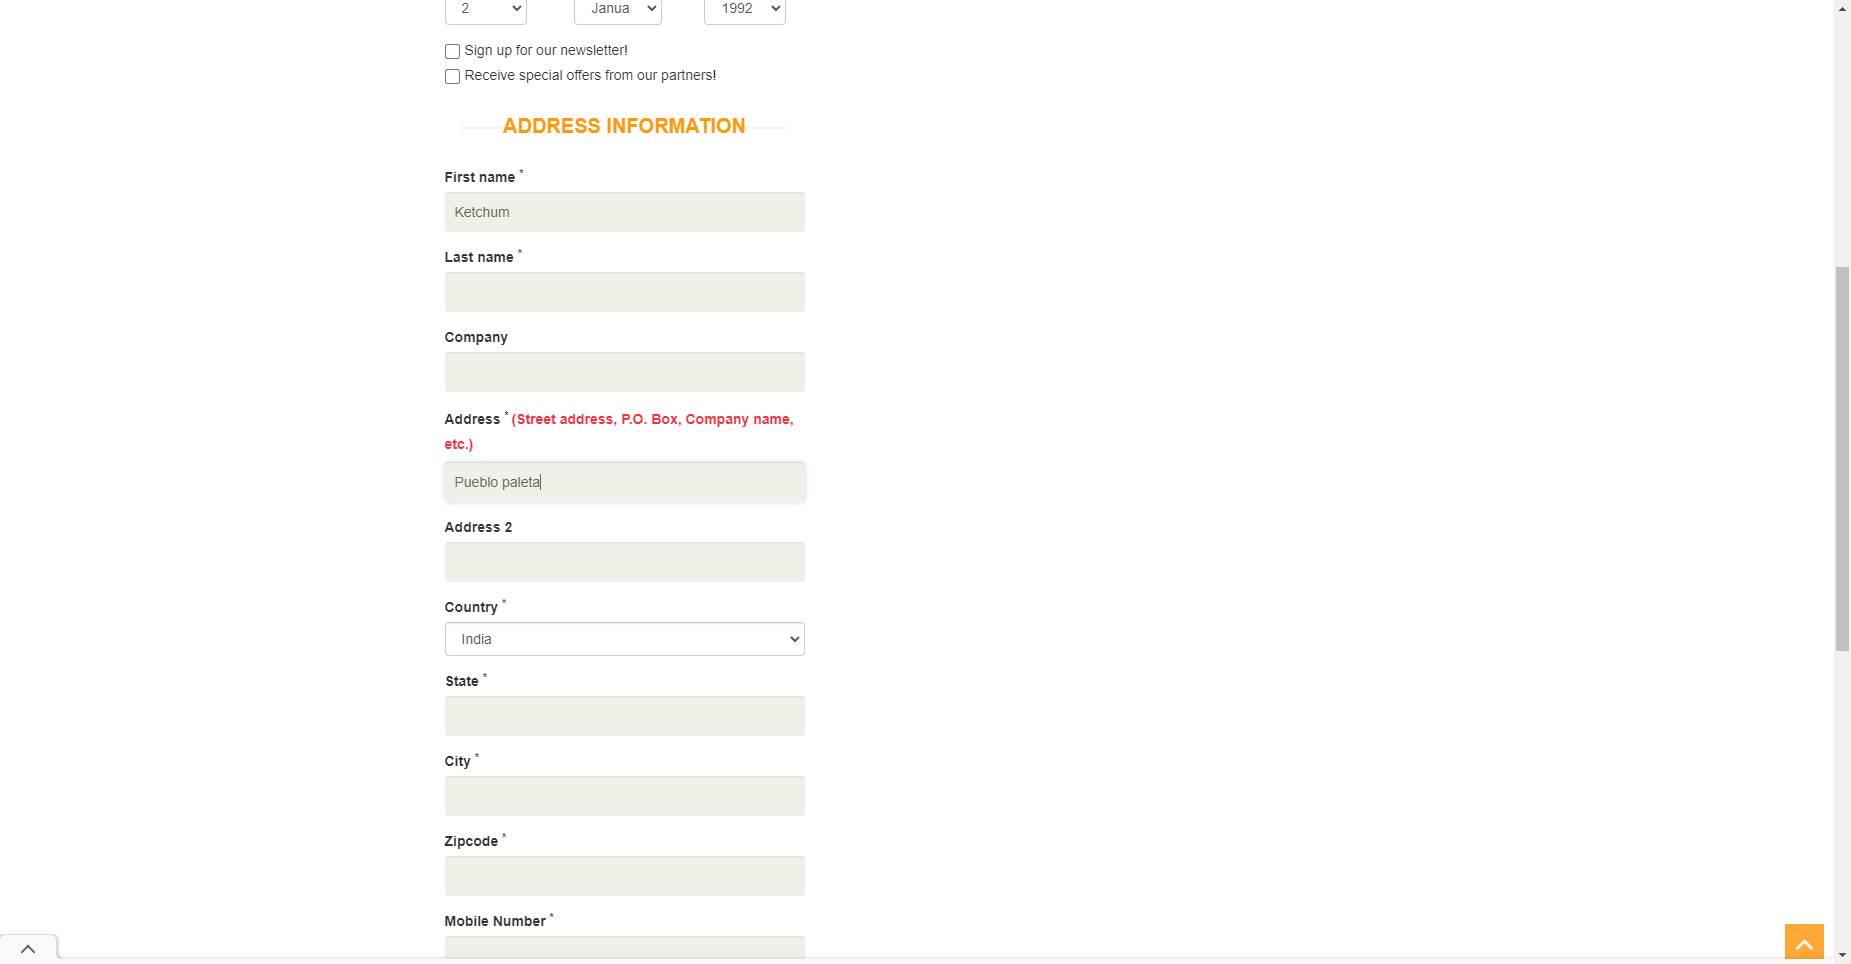 2 Janua 1992
Sign up for our newsletter!
Receive special offers from our partners!
ADDRESS INFORMATION
First name *
Ketchum
Last name *
Company
Address * (Street address, P.O. Box, Company name,
etc.)
Pueblo paleta
Address 2
Country *
India
State *
City *
Zipcode *
Mobile Number *